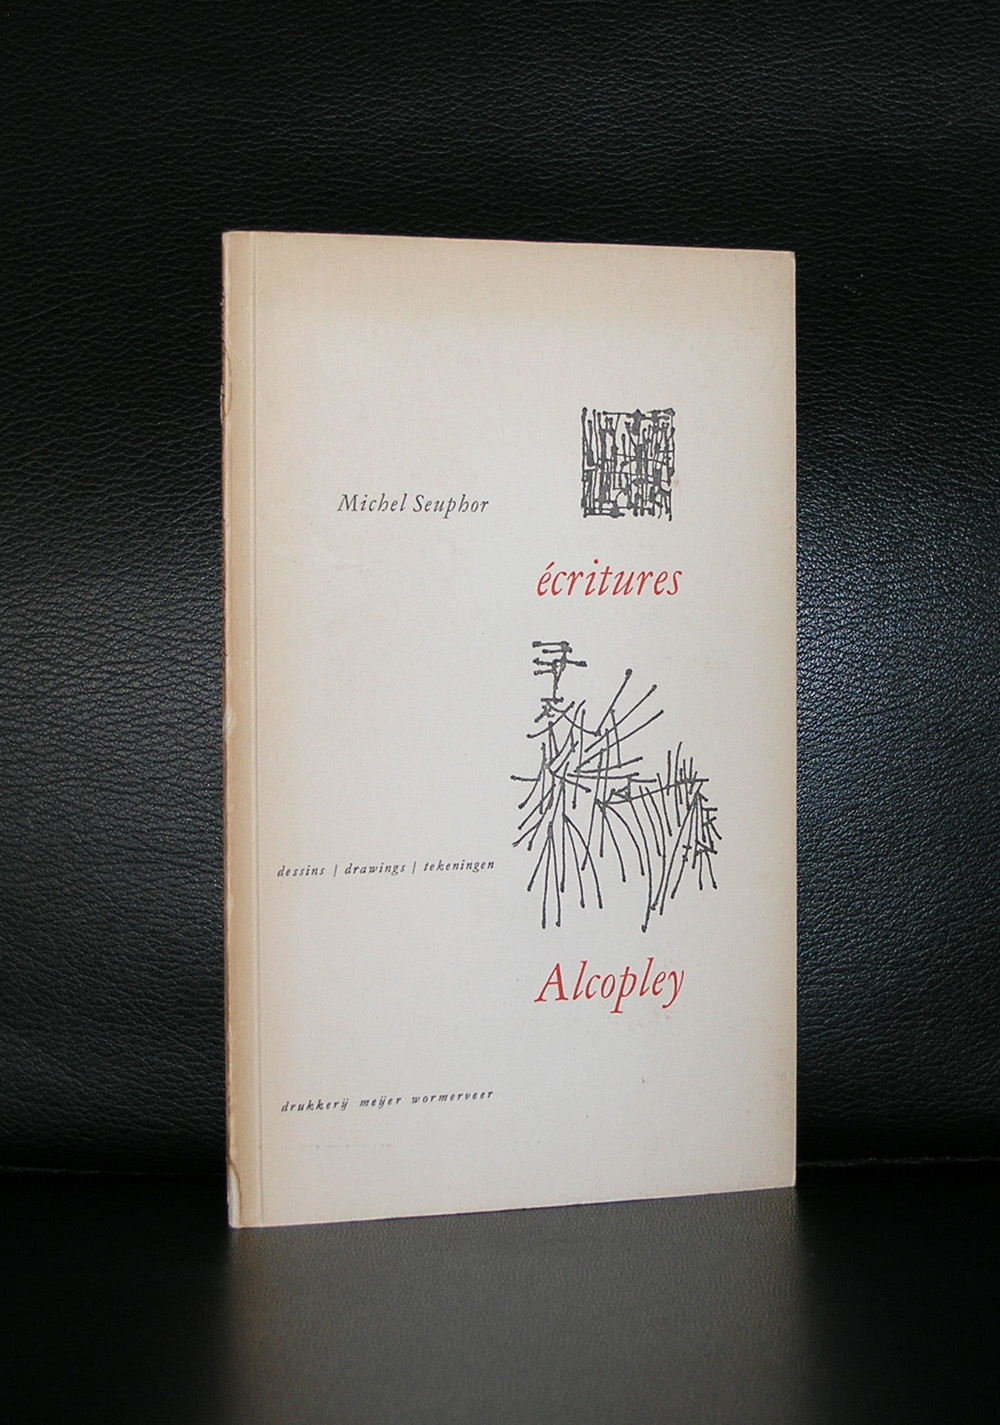 Michel Seuphor
écritures
dessins | drawings | tekeningen
Alcopley
drukkerij meijer wormerveer